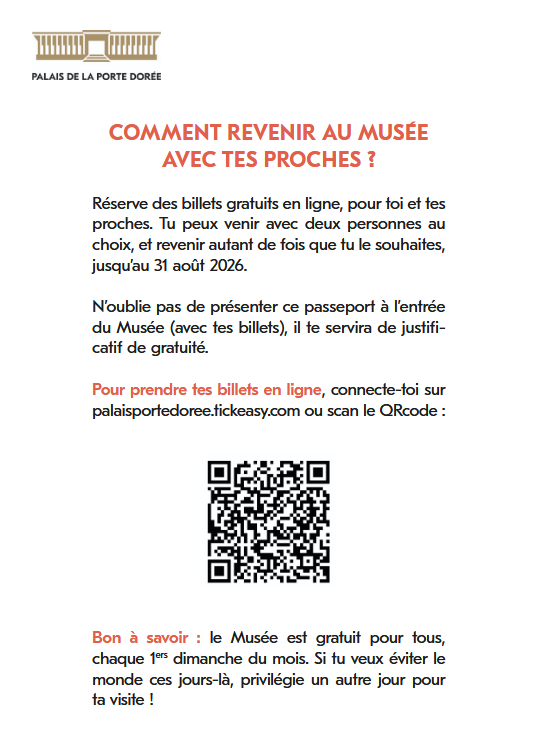 PALAIS DE LA PORTE DORÉE
COMMENT REVENIR AU MUSÉE
AVEC TES PROCHES ?
Réserve des billets gratuits en ligne, pour toi et tes
proches. Tu peux venir avec deux personnes au
choix, et revenir autant de fois que tu le souhaites,
jusqu'au 31 août 2026.
N'oublie pas de présenter ce passeport à l'entrée
du Musée (avec tes billets), il te servira de justifi-
catif de gratuité.
Pour prendre tes billets en ligne, connecte-toi sur
palaisportedoree.tickeasy.com ou scan le QRcode :
Bon à savoir : le Musée est gratuit pour tous,
chaque 1ers dimanche du mois. Si tu veux éviter le
monde ces jours-là, privilégie un autre jour pour
ta visite !